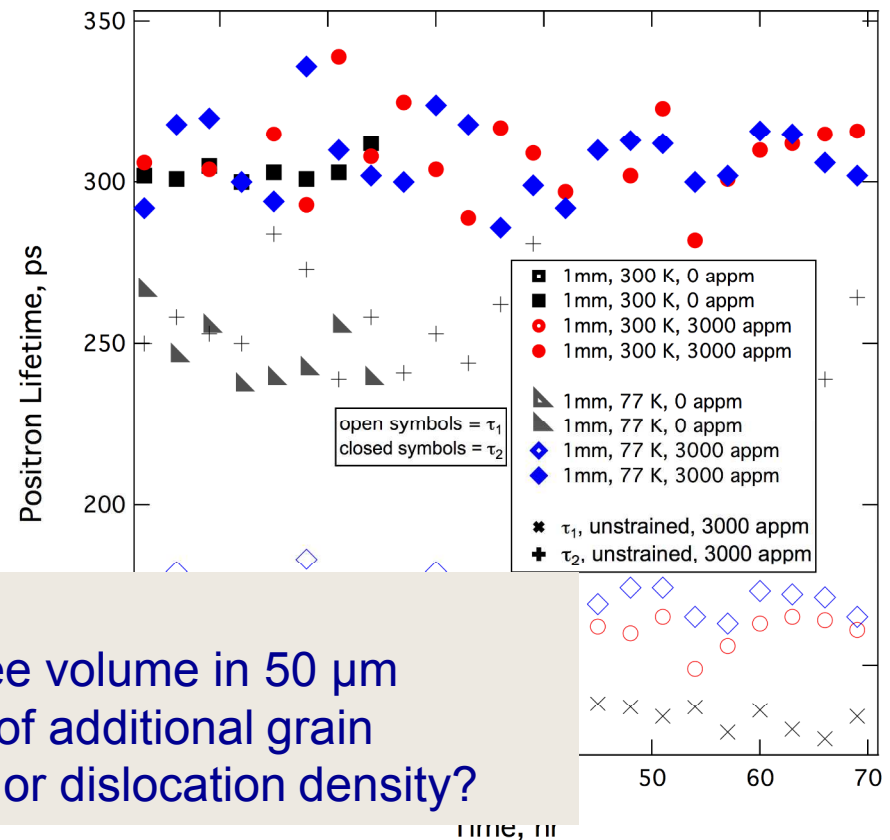 350
300
250
200
Positron Lifetime, ps
1mm, 300 K, 0 appm
1mm, 300 K, 0 appm
1mm, 300 K, 3000 appm
1mm, 300 K, 3000 appm
1mm, 77 K, 0 appm
1mm, 77 K, 0 appm
1mm, 77 K, 3000 appm
1mm, 77 K, 3000 appm
τ₁, unstrained, 3000 appm
τ₂, unstrained, 3000 appm
open symbols = τ₁
closed symbols = τ₂
ee volume in 50 μm
of additional grain
or dislocation density?
50 60 70
Time, hr